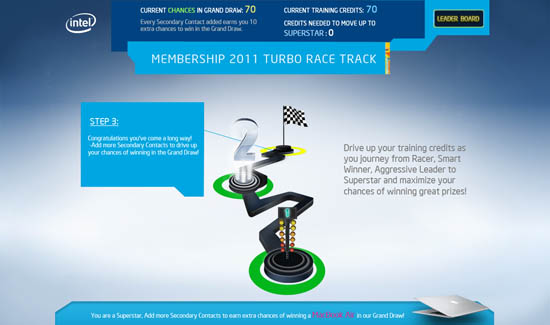 intel
CURRENT CHANCES IN GRAND DRAW: 70
Every Secondary Contact added earns you 10
extra chances to win in the Grand Draw.
CURRENT TRAINING CREDITS: 70
CREDITS NEEDED TO MOVE UP TO
SUPERSTAR : 0
LEADER BOARD
MEMBERSHIP 2011 TURBO RACE TRACK
STEP 3:
Congratulations you've come a long way!
-Add more Secondary Contacts to drive up
your chances of winning in the Grand Draw!
2
Drive up your training credits as
you journey from Racer, Smart
Winner, Aggressive Leader to
Superstar and maximize your
chances of winning great prizes!
You are a Superstar, Add more Secondary Contacts to earn extra chances of winning a MacBook Air in our Grand Draw!